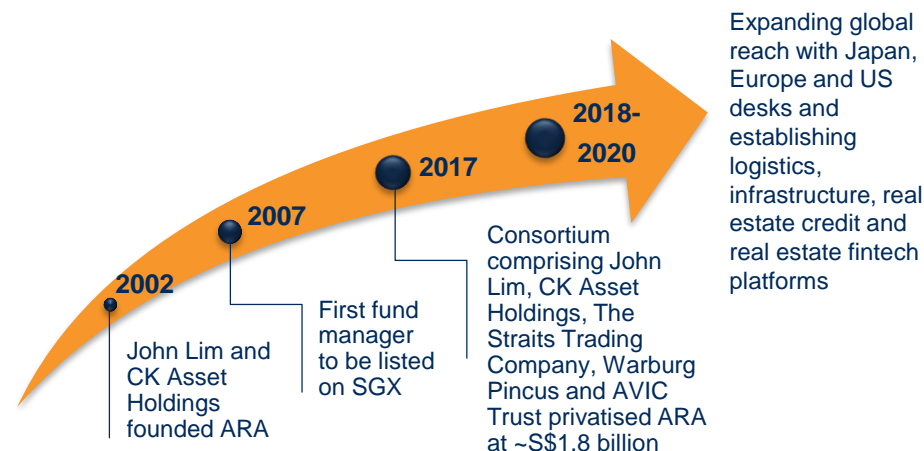 2002
John Lim and
CK Asset
Holdings
founded ARA
2007
First fund
manager
to be listed
on SGX
2017
Consortium
comprising John
Lim, CK Asset
Holdings, The
Straits Trading
Company, Warburg
Pincus and AVIC
Trust privatised ARA
at ~S$1.8 billion
2018-
2020
Expanding global
reach with Japan,
Europe and US
desks and
establishing
logistics,
infrastructure, real
estate credit and
real estate fintech
platforms